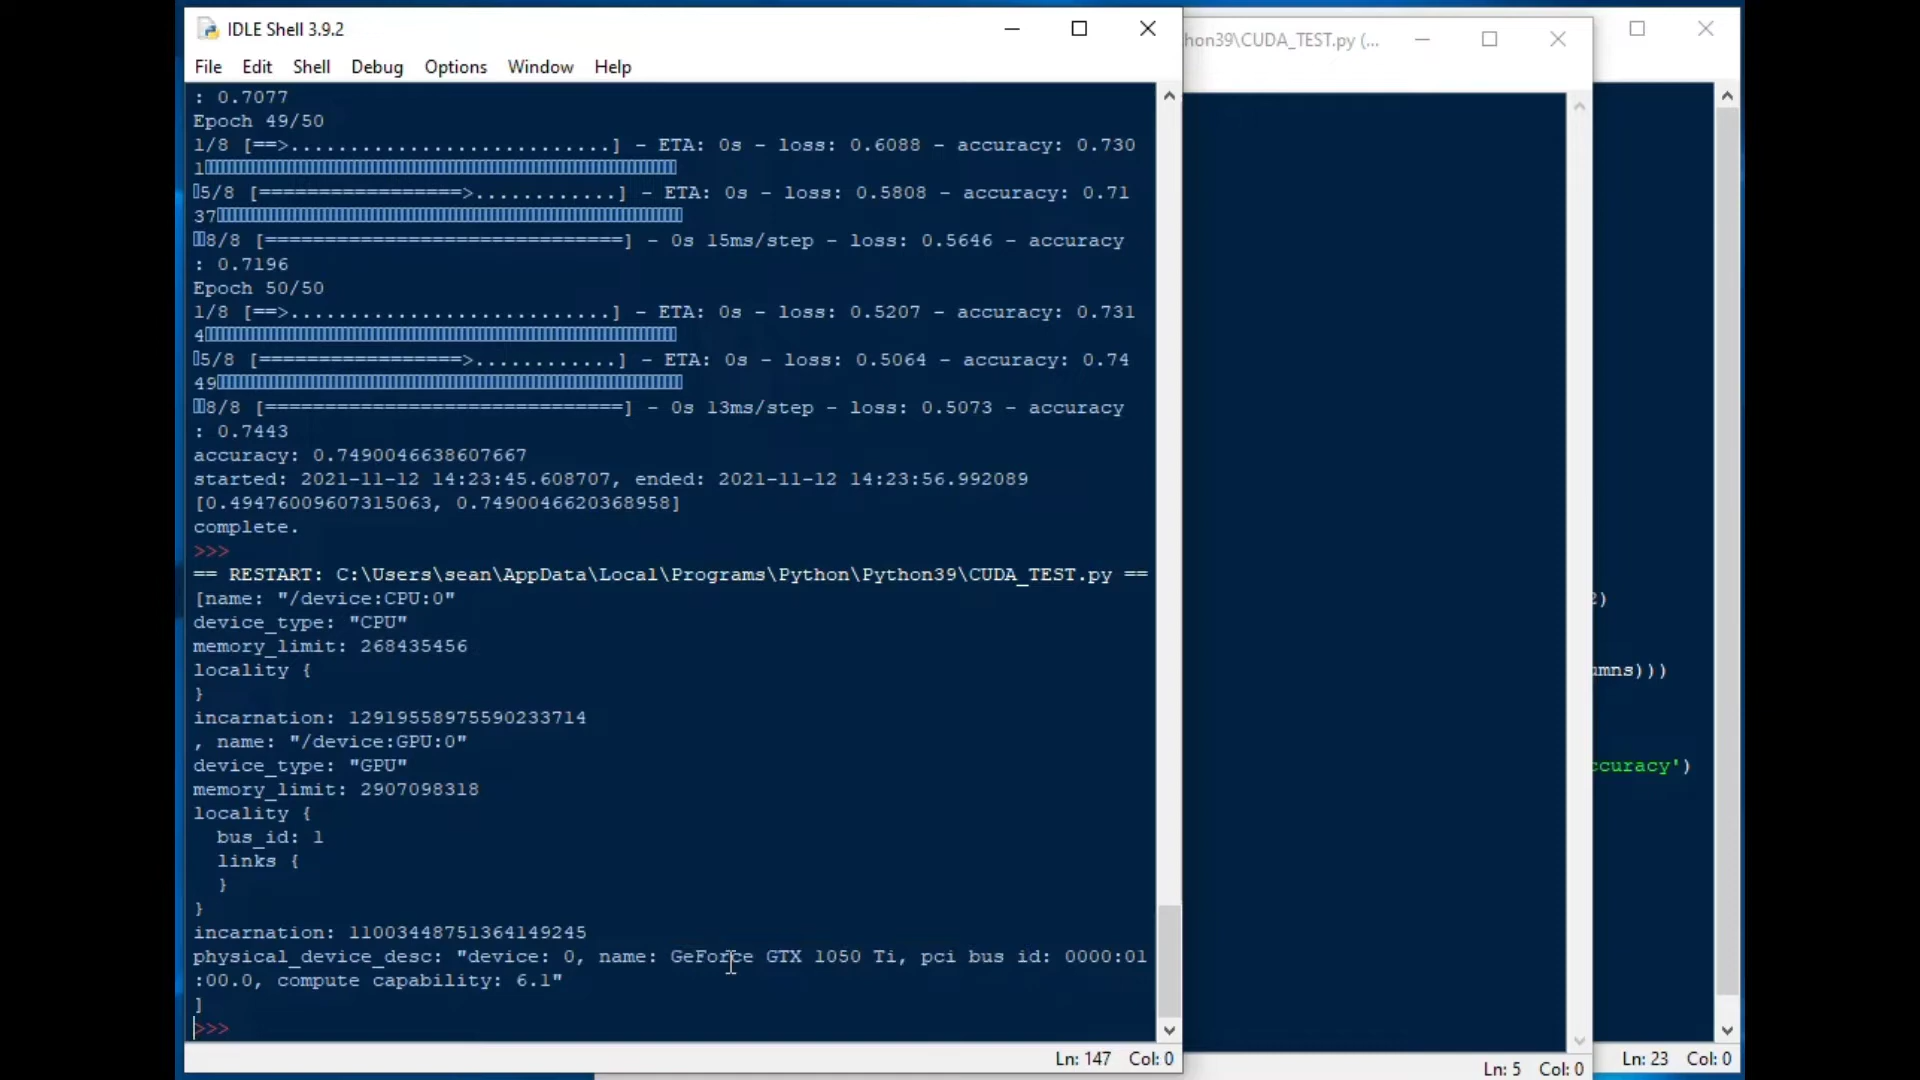 IDLE Shell 3.9.2
File Edit Shell Debug Options Window Help
: 0.7077
Epoch 49/50
1/8 [==>...........................] - ETA: 0s - loss: 0.6088 - accuracy: 0.730
1
5/8 [=================>............] - ETA: 0s - loss: 0.5808 - accuracy: 0.71
37
8/8 [==============================] - 0s 15ms/step - loss: 0.5646 - accuracy
: 0.7196
Epoch 50/50
1/8 [==>...........................] - ETA: 0s - loss: 0.5207 - accuracy: 0.731
4
5/8 [=================>............] - ETA: 0s - loss: 0.5064 - accuracy: 0.74
49
8/8 [==============================] - 0s 13ms/step - loss: 0.5073 - accuracy
: 0.7443
accuracy: 0.7490046638607667
started: 2021-11-12 14:23:45.608707, ended: 2021-11-12 14:23:56.992089
[0.49476009607315063, 0.7490046620368958]
complete.
>>>
== RESTART: C:\Users\sean\AppData\Local\Programs\Python\Python39\CUDA_TEST.py ==
[name: "/device:CPU:0"
device_type: "CPU"
memory_limit: 268435456
locality {
}
incarnation: 12919558975590233714
, name: "/device:GPU:0"
device_type: "GPU"
memory_limit: 2907098318
locality {
  bus_id: 1
  links {
  }
}
incarnation: 11003448751364149245
physical_device_desc: "device: 0, name: GeForce GTX 1050 Ti, pci bus id: 0000:01
:00.0, compute capability: 6.1"
]
>>>
Ln: 147 Col: 0
hon39\CUDA_TEST.py (...
Ln: 5 Col: 0
)
umns)))
ccuracy')
Ln: 23 Col: 0